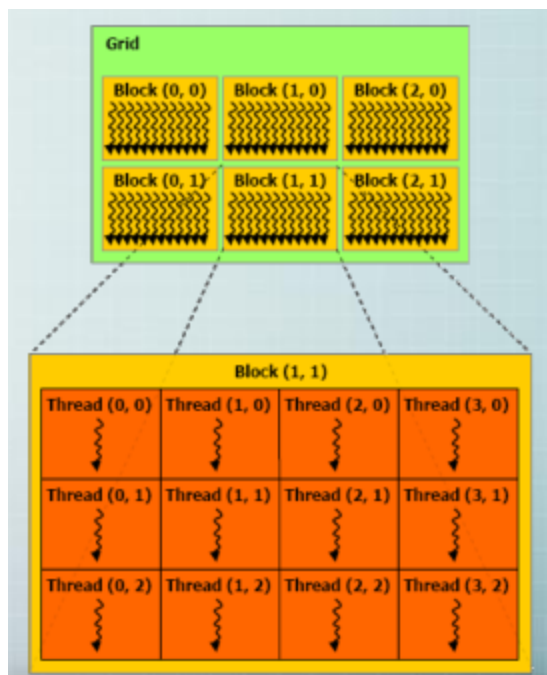 Grid
Block (0, 0) Block (1, 0) Block (2, 0)
Block (0, 1) Block (1, 1) Block (2, 1)
Block (1, 1)
Thread (0, 0) Thread (1, 0) Thread (2, 0) Thread (3, 0)
Thread (0, 1) Thread (1, 1) Thread (2, 1) Thread (3, 1)
Thread (0, 2) Thread (1, 2) Thread (2, 2) Thread (3, 2)